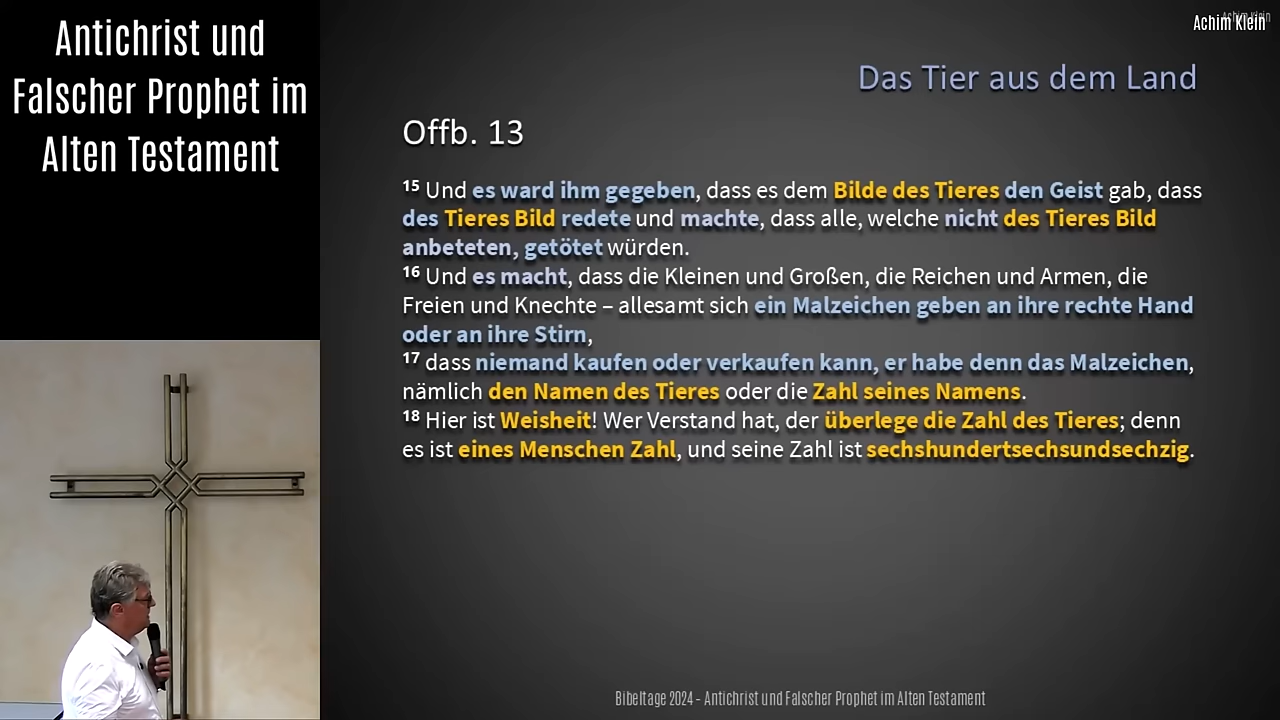 Antichrist und
Falscher Prophet im
Alten Testament
Achim Klein
Achim Klein
Das Tier aus dem Land
Offb. 13
15 Und es ward ihm gegeben, dass es dem Bilde des Tieres den Geist gab, dass
des Tieres Bild redete und machte, dass alle, welche nicht des Tieres Bild
anbeteten, getötet würden.
16 Und es macht, dass die Kleinen und Großen, die Reichen und Armen, die
Freien und Knechte – allesamt sich ein Malzeichen geben an ihre rechte Hand
oder an ihre Stirn,
17 dass niemand kaufen oder verkaufen kann, er habe denn das Malzeichen,
nämlich den Namen des Tieres oder die Zahl seines Namens.
18 Hier ist Weisheit! Wer Verstand hat, der überlege die Zahl des Tieres; denn
es ist eines Menschen Zahl, und seine Zahl ist sechshundertsechsundsechzig.
Bibeltage 2024 - Antichrist und Falscher Prophet im Alten Testament